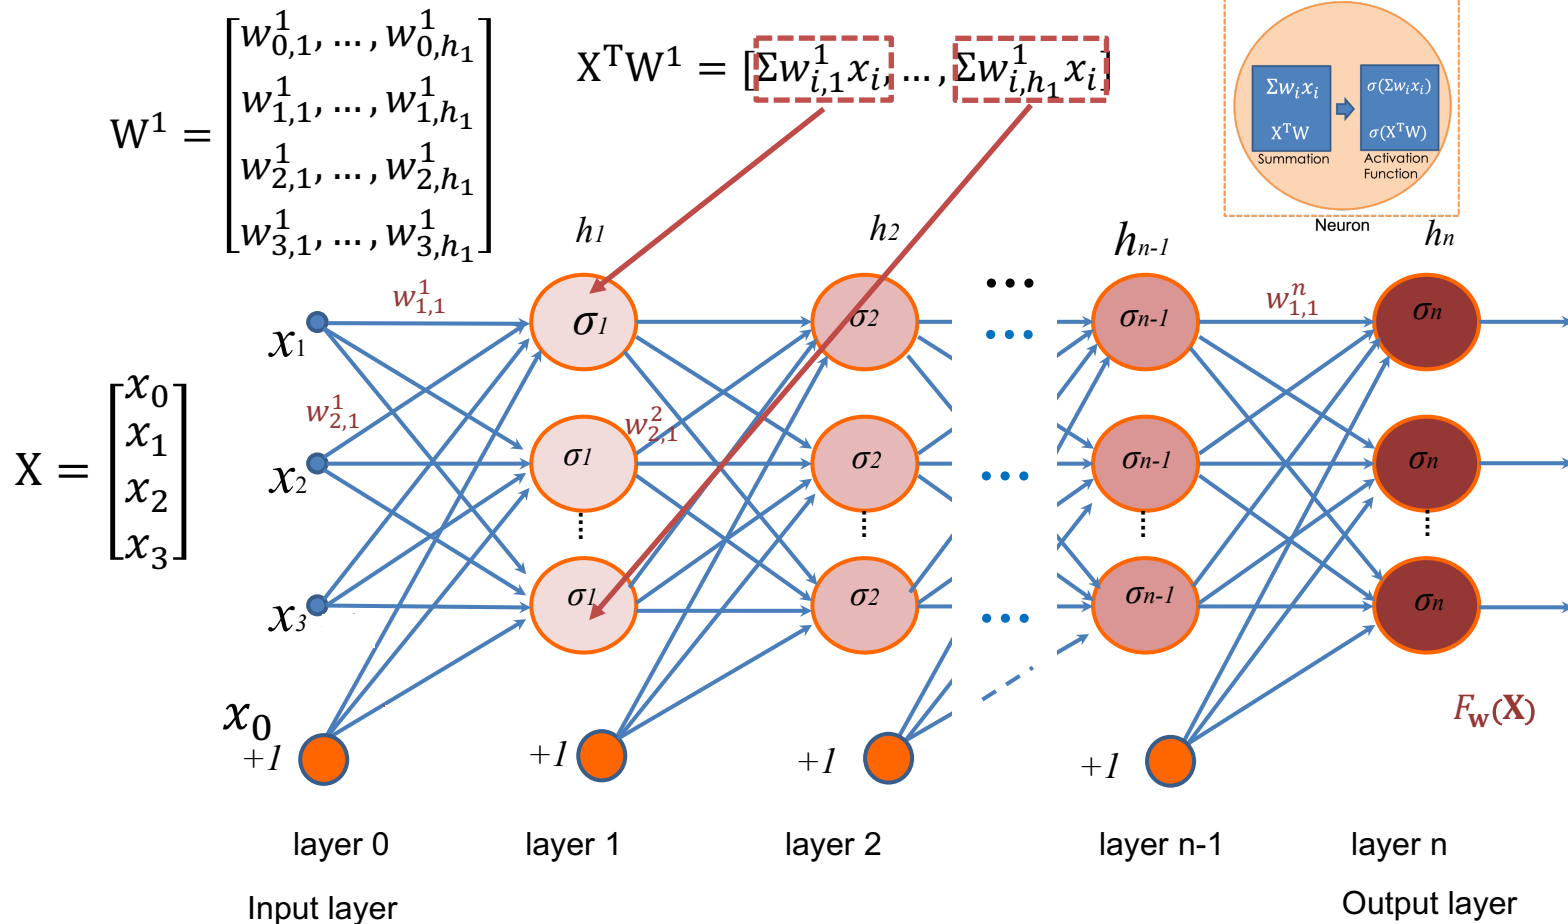 W¹ = [w¹₀,₁, … , w¹₀,ₕ₁
w¹₁,₁, … , w¹₁,ₕ₁
w¹₂,₁, … , w¹₂,ₕ₁
w¹₃,₁, … , w¹₃,ₕ₁]
XᵀW¹ = [Σw¹ᵢ,₁xᵢ, … , Σw¹ᵢ,ₕ₁xᵢ]
Σwᵢxᵢ
XᵀW
Summation
σ(Σwᵢxᵢ)
σ(XᵀW)
Activation
Function
Neuron
h1 h2 hn-1 hn
w¹₁,₁ wⁿ₁,₁
x₁ σ1 σ2 … … σn-1 σn
w¹₂,₁ w²₂,₁
x₂ σ1 σ2 … σn-1 σn
X = [x₀
x₁
x₂
x₃]
x₃ σ1 σ2 … σn-1 σn
x₀
F_w(X)
+1 +1 +1 +1
layer 0 layer 1 layer 2 layer n-1 layer n
Input layer Output layer